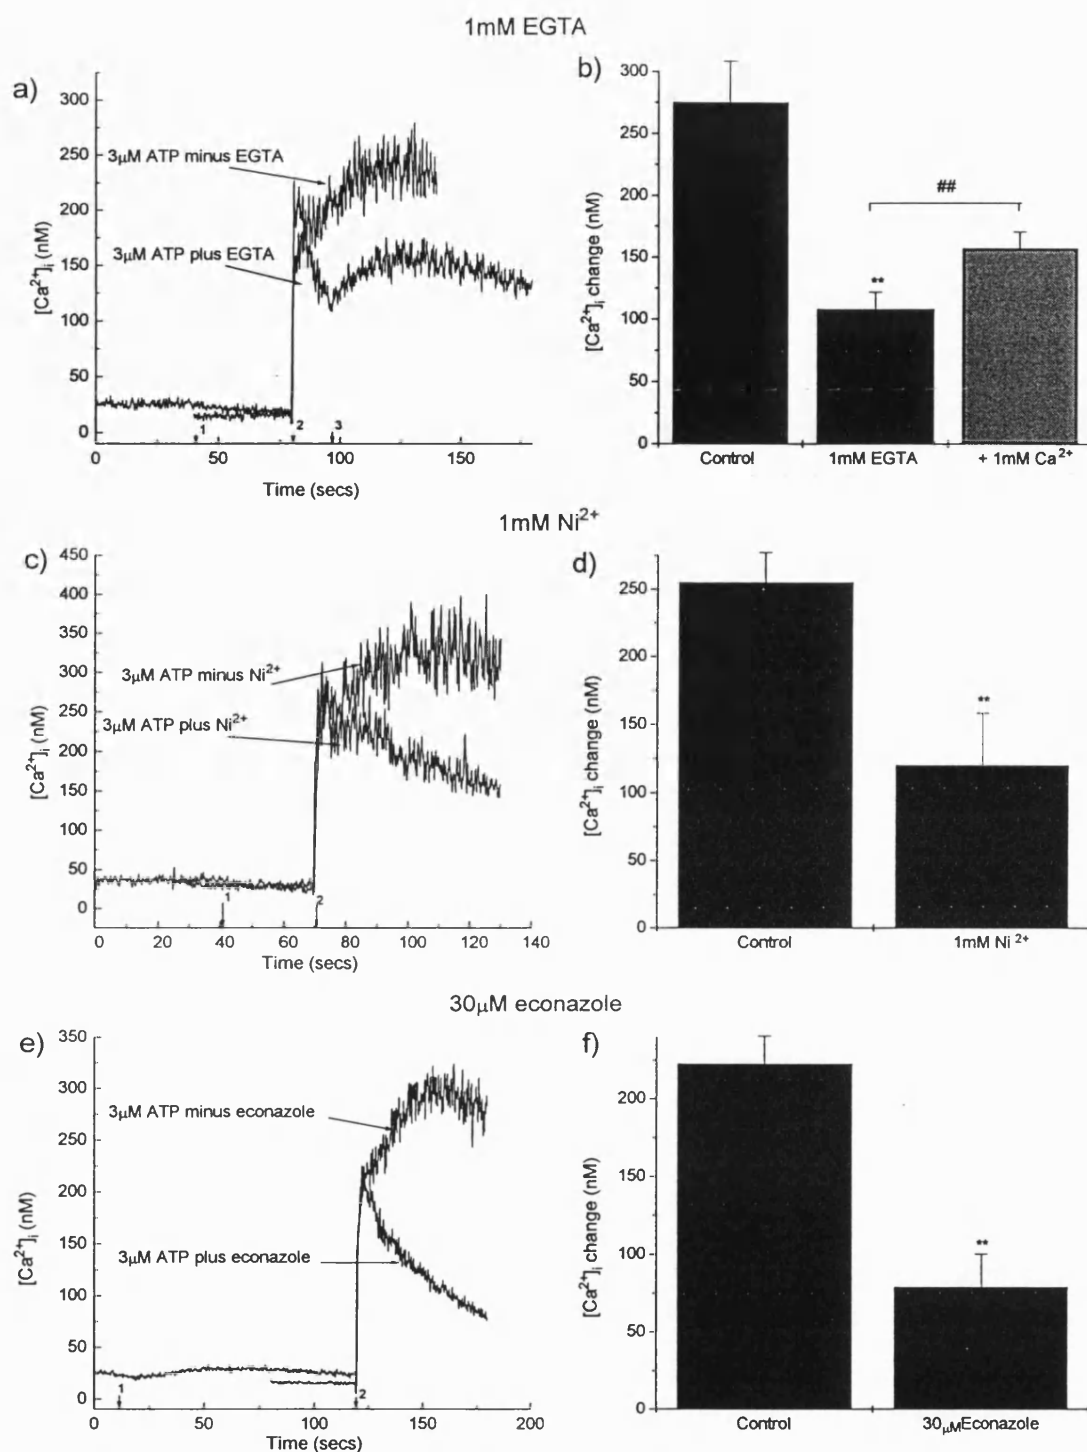 1mM EGTA
a)
300
250
200
150
100
50
0
[Ca²⁺]ᵢ (nM)
3µM ATP minus EGTA
3µM ATP plus EGTA
1
2
3
0 50 100 150
Time (secs)
b)
300
250
200
150
100
50
0
[Ca²⁺]ᵢ change (nM)
##
**
Control 1mM EGTA + 1mM Ca²⁺
1mM Ni²⁺
c)
450
400
350
300
250
200
150
100
50
0
[Ca²⁺]ᵢ (nM)
3µM ATP minus Ni²⁺
3µM ATP plus Ni²⁺
1
2
0 20 40 60 80 100 120 140
Time (secs)
d)
250
200
150
100
50
0
[Ca²⁺]ᵢ change (nM)
**
Control 1mM Ni²⁺
30µM econazole
e)
350
300
250
200
150
100
50
0
[Ca²⁺]ᵢ (nM)
3µM ATP minus econazole
3µM ATP plus econazole
1
2
0 50 100 150 200
Time (secs)
f)
200
150
100
50
0
[Ca²⁺]ᵢ change (nM)
**
Control 30µMEconazole